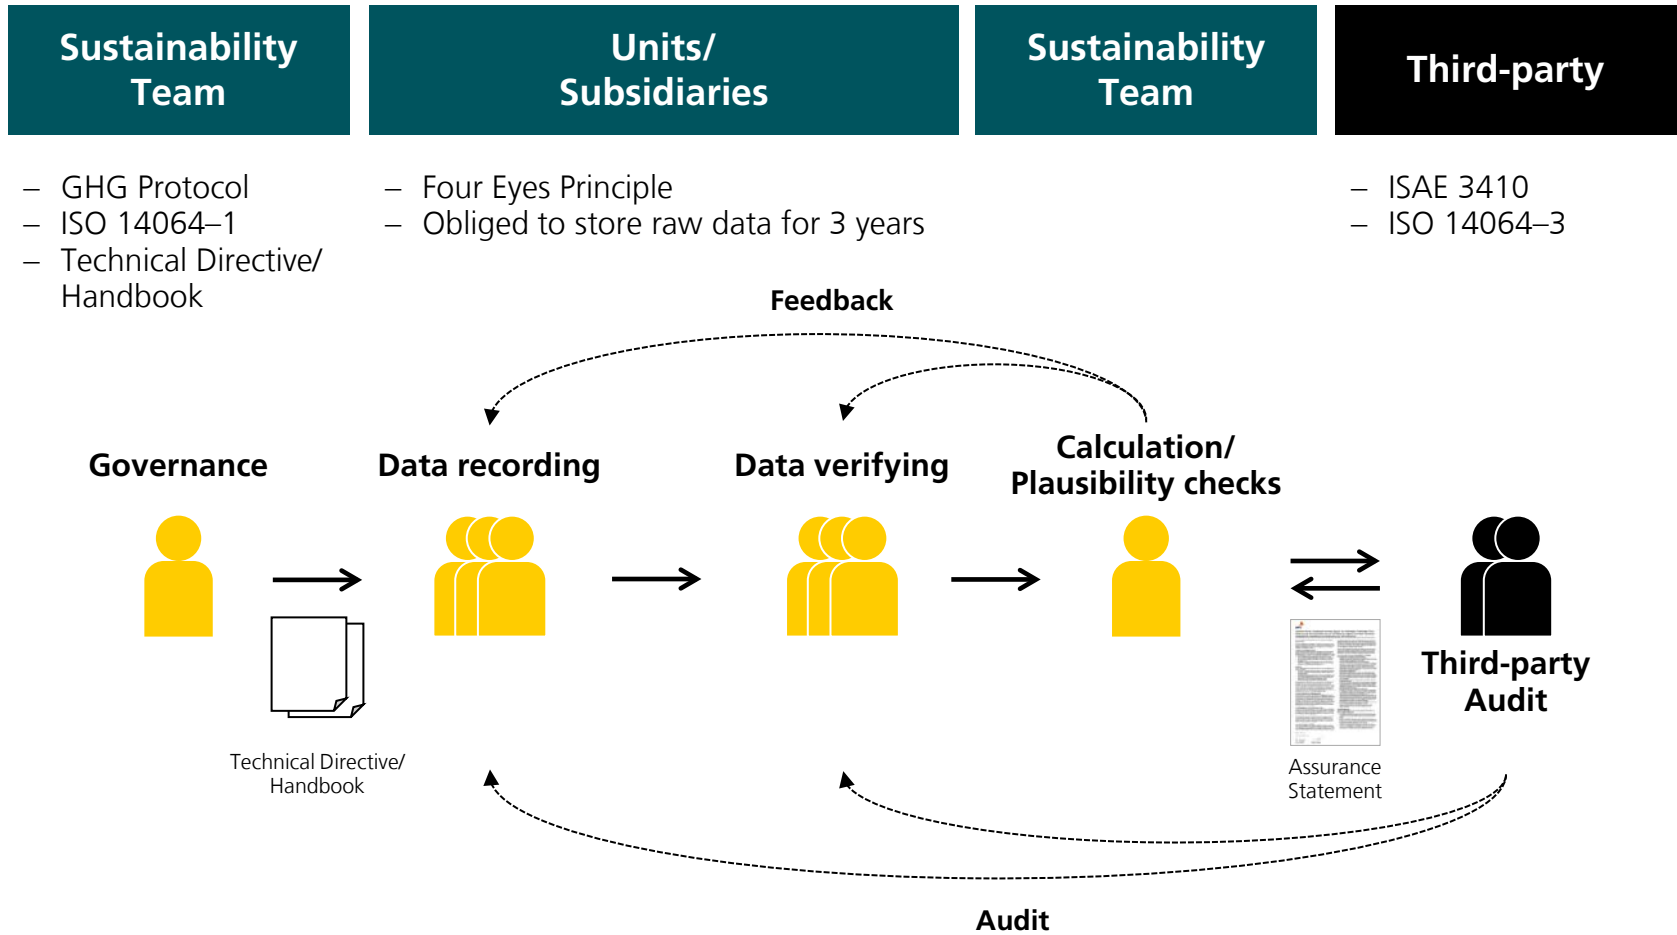 Sustainability
Team
Units/
Subsidiaries
Sustainability
Team
Third-party
– GHG Protocol
– ISO 14064–1
– Technical Directive/
Handbook
– Four Eyes Principle
– Obliged to store raw data for 3 years
– ISAE 3410
– ISO 14064–3
Feedback
Governance
Data recording
Data verifying
Calculation/
Plausibility checks
Third-party
Audit
Technical Directive/
Handbook
Assurance
Statement
Audit